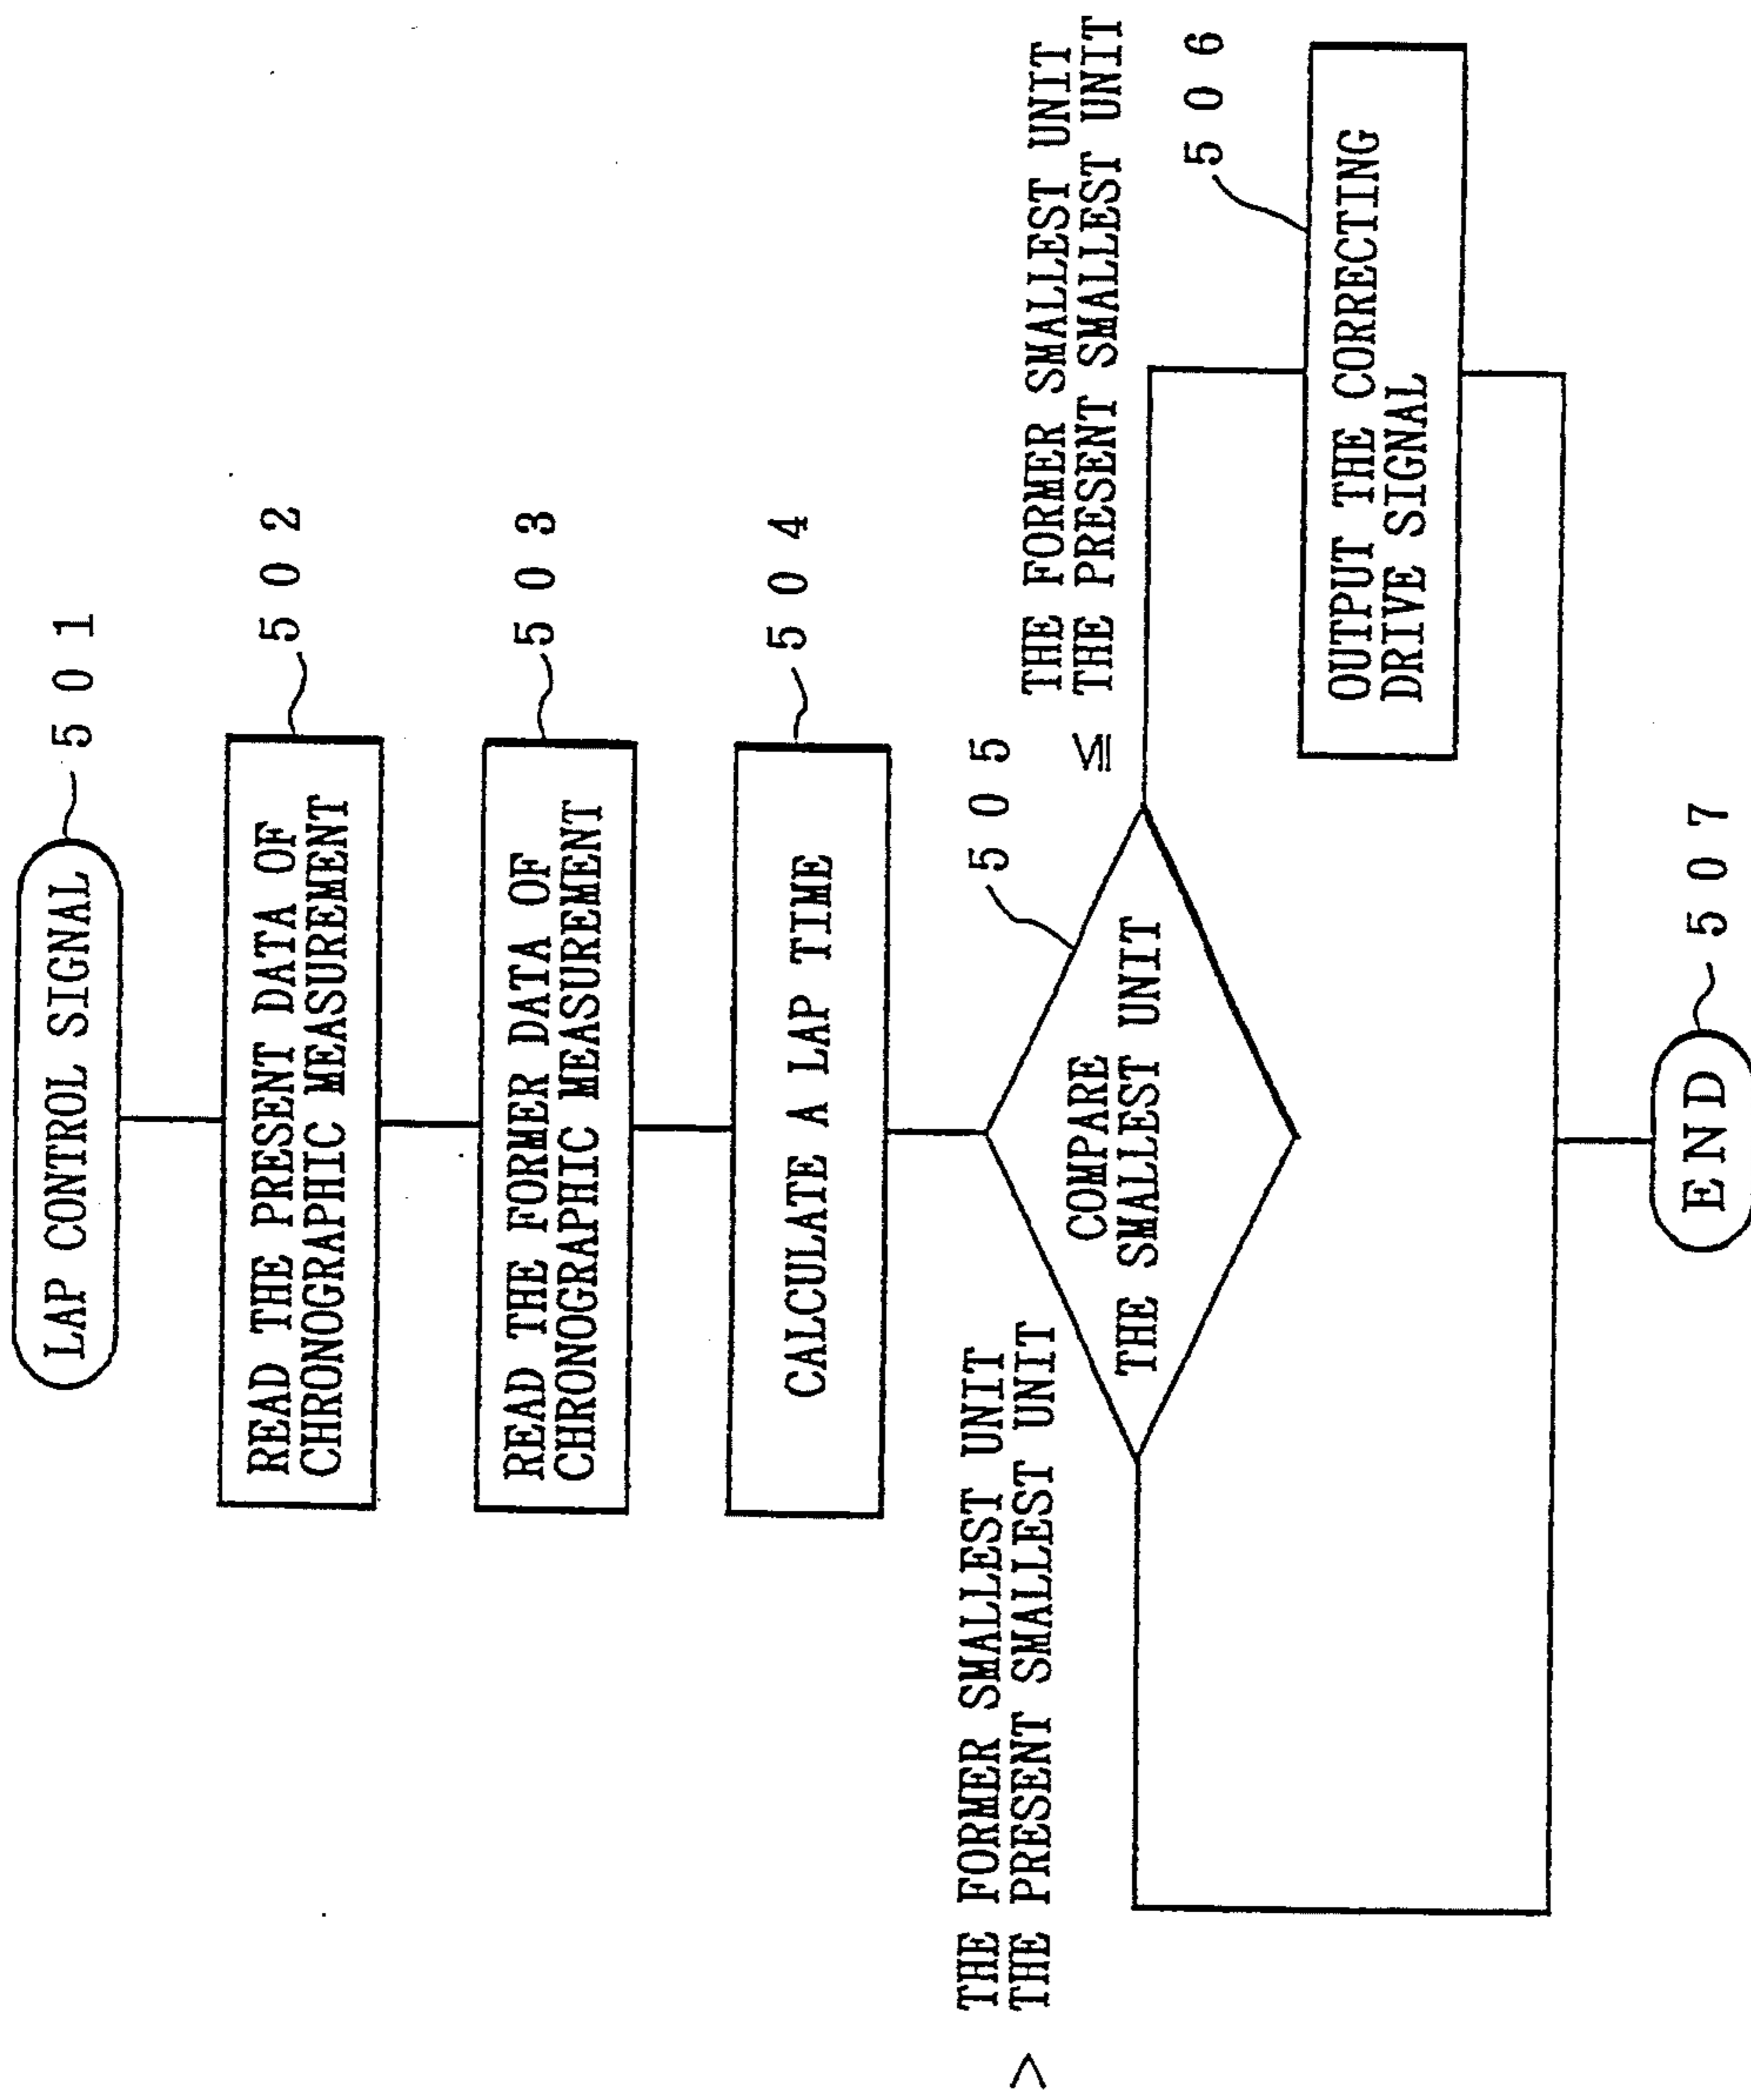 LAP CONTROL SIGNAL
501
READ THE PRESENT DATA OF
CHRONOGRAPHIC MEASUREMENT
502
READ THE FORMER DATA OF
CHRONOGRAPHIC MEASUREMENT
503
CALCULATE A LAP TIME
504
505
COMPARE
THE SMALLEST UNIT
THE FORMER SMALLEST UNIT
> THE PRESENT SMALLEST UNIT
THE FORMER SMALLEST UNIT
≦ THE PRESENT SMALLEST UNIT
506
OUTPUT THE CORRECTING
DRIVE SIGNAL
END
507